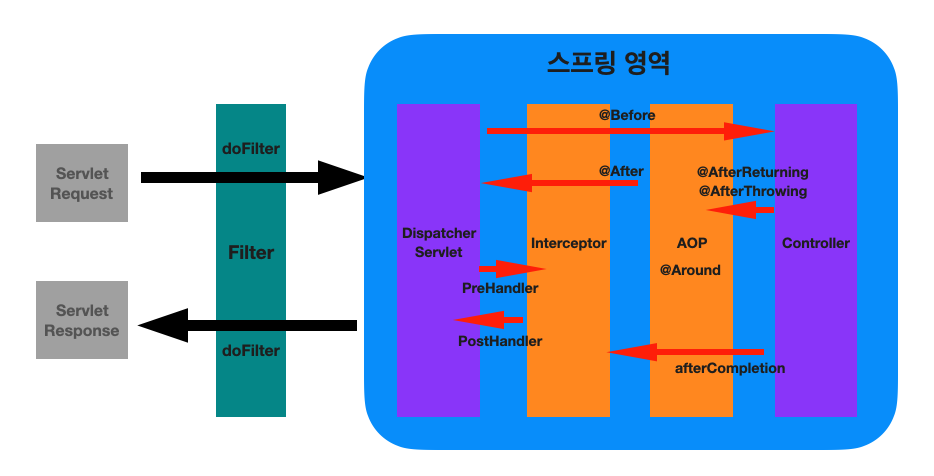 스프링 영역
@Before
doFilter
Servlet
Request
@After
@AfterReturning
@AfterThrowing
Dispatcher
Servlet
Filter
Interceptor
AOP
Controller
@Around
PreHandler
Servlet
Response
PostHandler
doFilter
afterCompletion